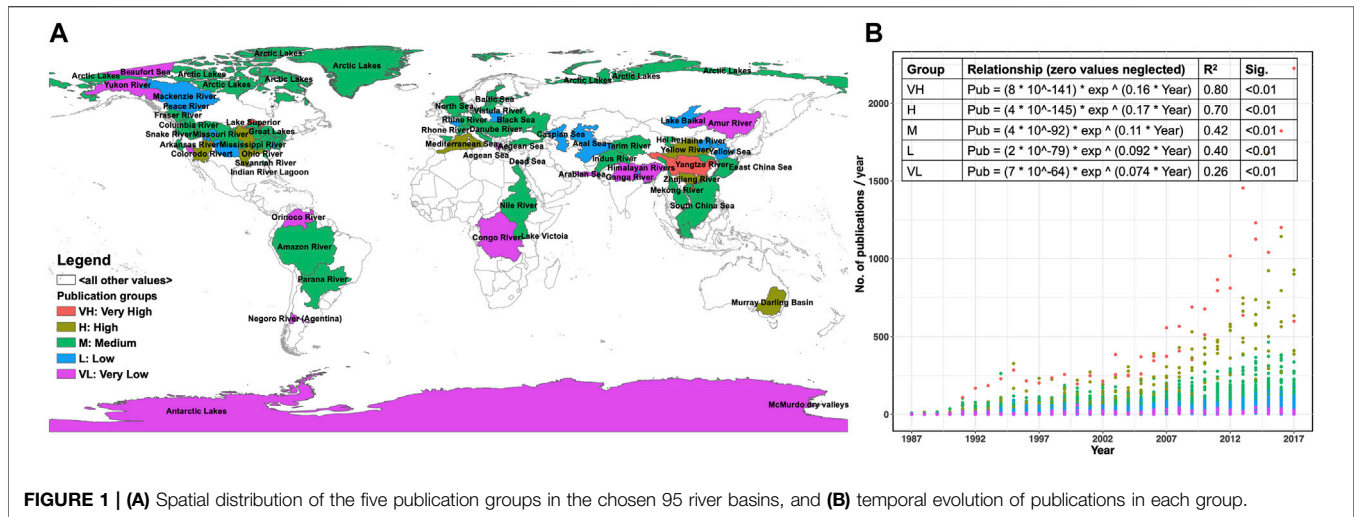 A
Arctic Lakes
Arctic Lakes
Arctic Lakes
Arctic Lakes
Arctic Lakes
Arctic Lakes
Arctic Lakes
Arctic Lakes
Arctic Lakes
Arctic Lakes
Beaufort Sea
Yukon River
Mackenzie River
Peace River
Fraser River
Lake Superior
Columbia River
Great Lakes
Snake River
Missouri River
Arkansas River
Mississippi River
Colorodo Rivert
Ohio River
Savannah River
Indian River Lagoon
Orinoco River
Amazon River
Parana River
Negoro River (Agentina)
Baltic Sea
North Sea
Vistula River
Rhine River
Black Sea
Rhone River
Danube River
Mediterranean Sea
Aegean Sea
Aegean Sea
Dead Sea
Caspian Sea
Aral Sea
Tarim River
Indus River
Arabian Sea
Himalayan Rivers
Ganga River
Lake Baikal
Amur River
Haihe River
Yellow River
Yellow Sea
Yangtze River
Eeast China Sea
Zhujiang River
Mekong River
South China Sea
Nile River
Lake Victoia
Congo River
Murray Darling Basin
Antarctic Lakes
McMurdo dry valleys
Legend
<all other values>
Publication groups
VH: Very High
H: High
M: Medium
L: Low
VL: Very Low
B
Group Relationship (zero values neglected) R² Sig.
VH Pub = (8 * 10^-141) * exp ^ (0.16 * Year) 0.80 <0.01
H Pub = (4 * 10^-145) * exp ^ (0.17 * Year) 0.70 <0.01
M Pub = (4 * 10^-92) * exp ^ (0.11 * Year) 0.42 <0.01
L Pub = (2 * 10^-79) * exp ^ (0.092 * Year) 0.40 <0.01
VL Pub = (7 * 10^-64) * exp ^ (0.074 * Year) 0.26 <0.01
No. of publications / year
2000
1500
1000
500
0
1987 1992 1997 2002 2007 2012 2017
Year
FIGURE 1 | (A) Spatial distribution of the five publication groups in the chosen 95 river basins, and (B) temporal evolution of publications in each group.